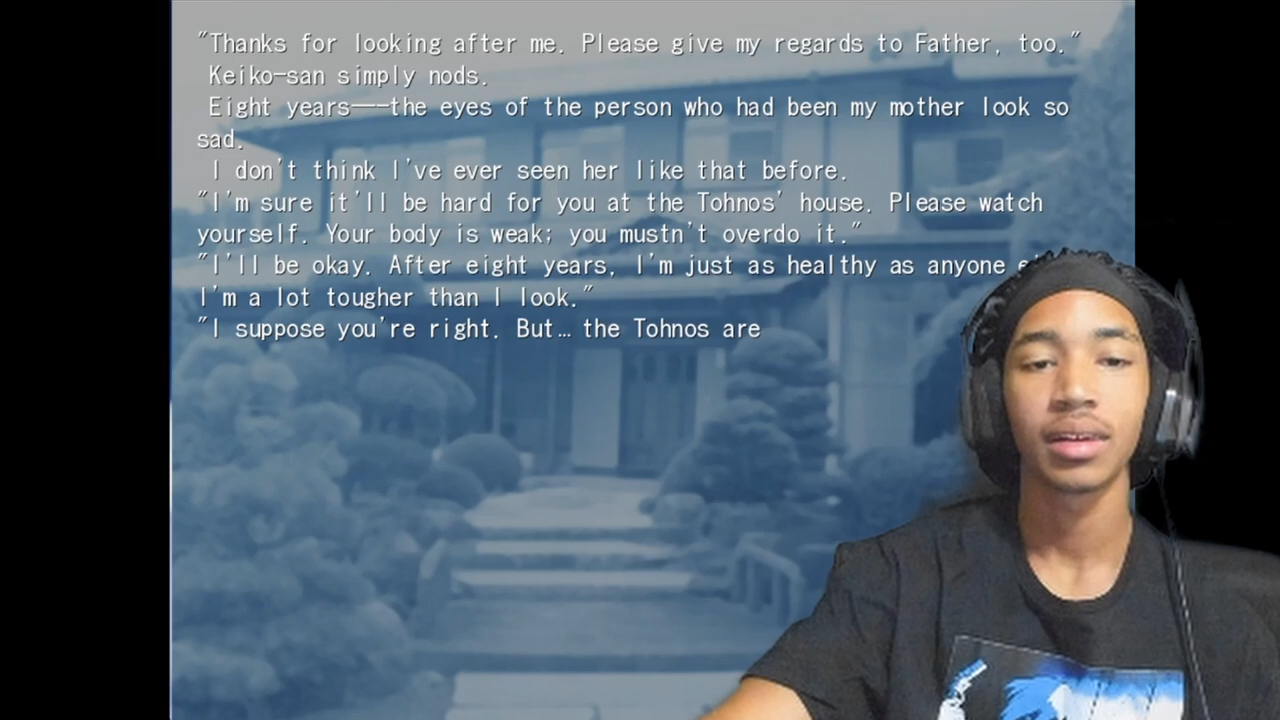 "Thanks for looking after me. Please give my regards to Father, too."
Keiko-san simply nods.
Eight years――the eyes of the person who had been my mother look so
sad.
I don't think I've ever seen her like that before.
"I'm sure it'll be hard for you at the Tohnos' house. Please watch
yourself. Your body is weak; you mustn't overdo it."
"I'll be okay. After eight years, I'm just as healthy as anyone
I'm a lot tougher than I look."
"I suppose you're right. But… the Tohnos are